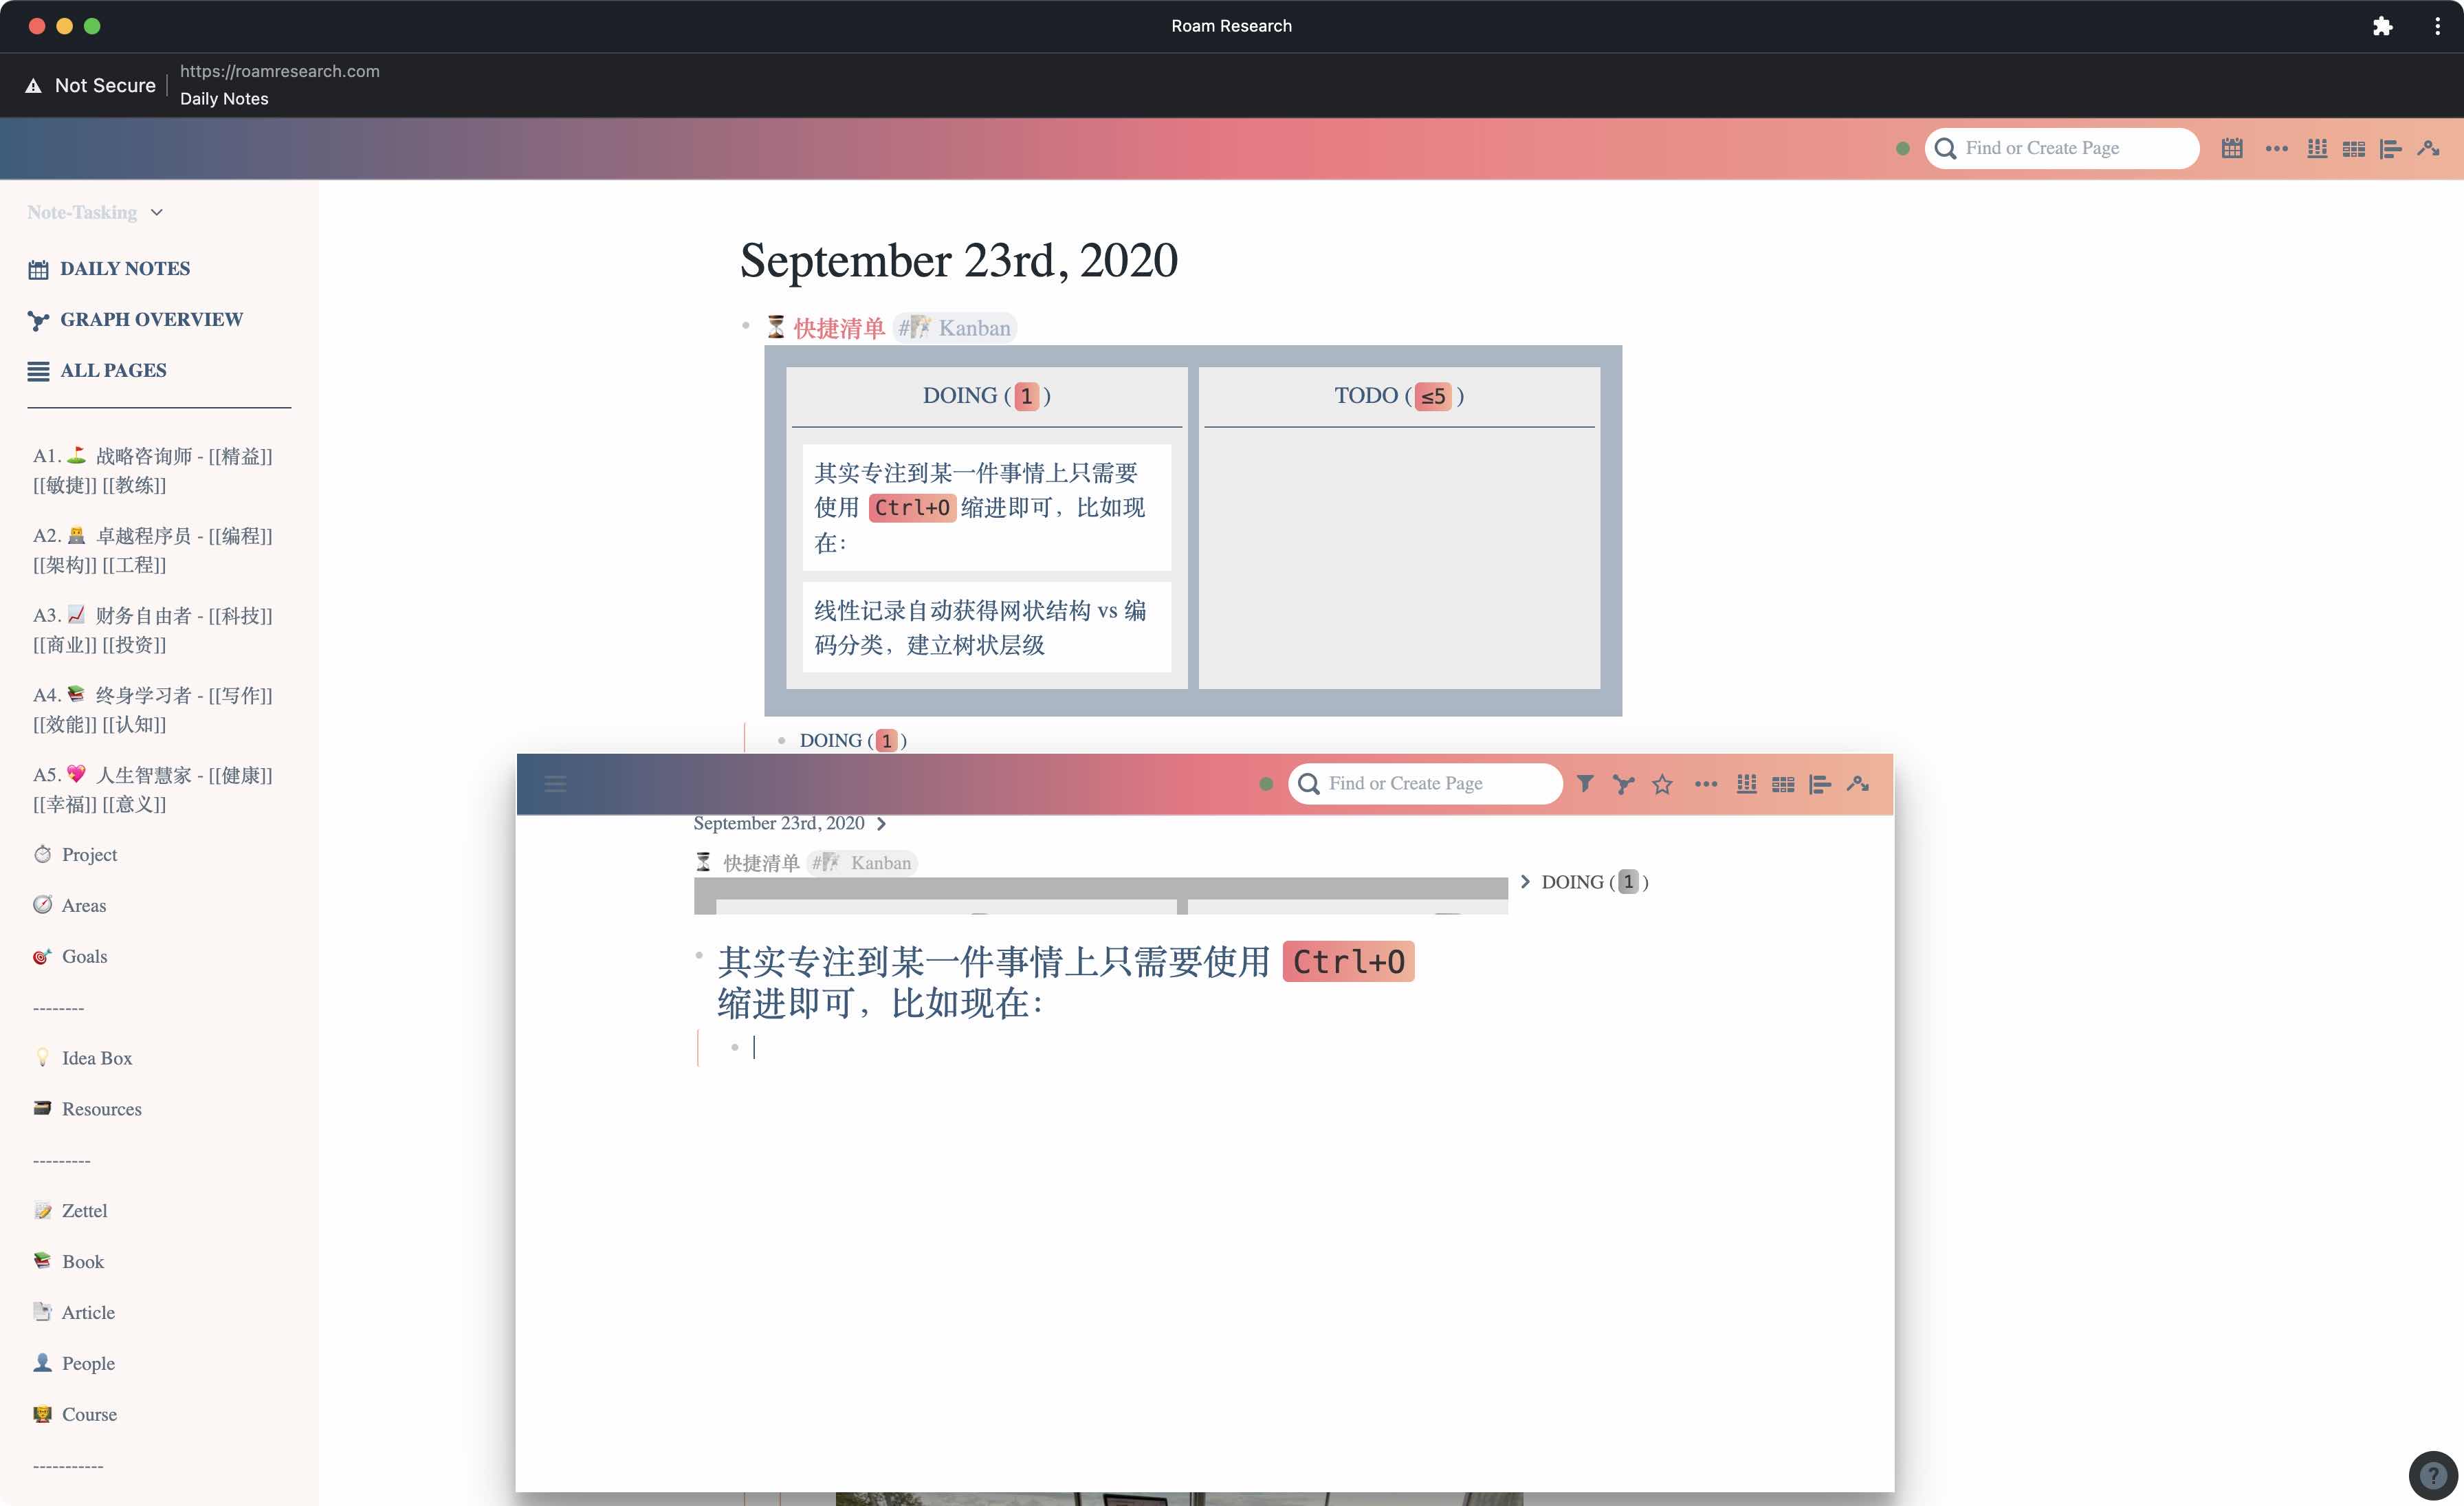 Roam Research
Not Secure
https://roamresearch.com
Daily Notes
Find or Create Page
Note-Tasking
DAILY NOTES
GRAPH OVERVIEW
ALL PAGES
A1.⛳ 战略咨询师 - [[精益]]
[[敏捷]] [[教练]]
A2.👨‍💻 卓越程序员 - [[编程]]
[[架构]] [[工程]]
A3.📈 财务自由者 - [[科技]]
[[商业]] [[投资]]
A4.📚 终身学习者 - [[写作]]
[[效能]] [[认知]]
A5.💖 人生智慧家 - [[健康]]
[[幸福]] [[意义]]
Project
Areas
Goals
--------
Idea Box
Resources
---------
Zettel
Book
Article
People
Course
-----------
September 23rd, 2020
⏳ 快捷清单 # Kanban
DOING (1)
其实专注到某一件事情上只需要
使用 Ctrl+O 缩进即可，比如现
在：
线性记录自动获得网状结构 vs 编
码分类，建立树状层级
TODO (≤5)
DOING (1)
Find or Create Page
September 23rd, 2020
⏳ 快捷清单 # Kanban
DOING (1)
其实专注到某一件事情上只需要使用 Ctrl+O
缩进即可，比如现在：
?